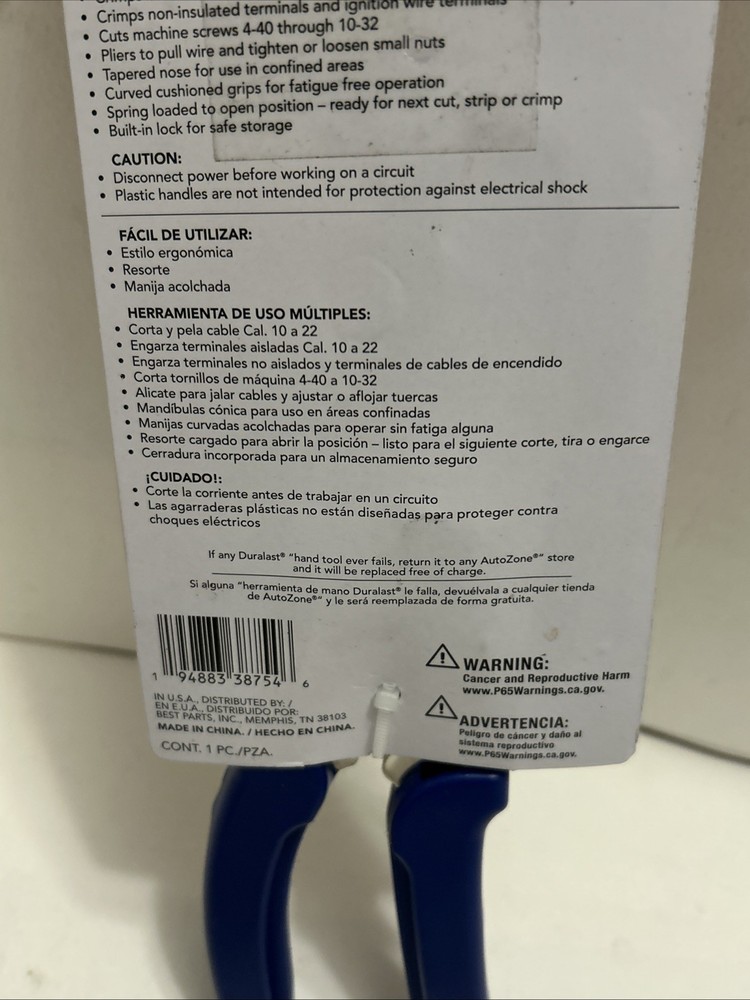 • Crimps non-insulated terminals and ignition wire terminals
• Cuts machine screws 4-40 through 10-32
• Pliers to pull wire and tighten or loosen small nuts
• Tapered nose for use in confined areas
• Curved cushioned grips for fatigue free operation
• Spring loaded to open position – ready for next cut, strip or crimp
• Built-in lock for safe storage
CAUTION:
• Disconnect power before working on a circuit
• Plastic handles are not intended for protection against electrical shock
FÁCIL DE UTILIZAR:
• Estilo ergonómica
• Resorte
• Manija acolchada
HERRAMIENTA DE USO MÚLTIPLES:
• Corta y pela cable Cal. 10 a 22
• Engarza terminales aisladas Cal. 10 a 22
• Engarza terminales no aislados y terminales de cables de encendido
• Corta tornillos de máquina 4-40 a 10-32
• Alicate para jalar cables y ajustar o aflojar tuercas
• Mandíbulas cónica para uso en áreas confinadas
• Manijas curvadas acolchadas para operar sin fatiga alguna
• Resorte cargado para abrir la posición – listo para el siguiente corte, tira o engarce
• Cerradura incorporada para un almacenamiento seguro
¡CUIDADO!:
• Corte la corriente antes de trabajar en un circuito
• Las agarraderas plásticas no están diseñadas para proteger contra
choques eléctricos
If any Duralast® "hand tool ever fails, return it to any AutoZone®" store
and it will be replaced free of charge.
Si alguna "herramienta de mano Duralast® le falla, devuélvala a cualquier tienda
de AutoZone®" y le será reemplazada de forma gratuita.
1 94883 38754 6
IN U.S.A., DISTRIBUTED BY: /
EN E.U.A., DISTRIBUIDO POR:
BEST PARTS, INC., MEMPHIS, TN 38103
MADE IN CHINA. / HECHO EN CHINA.
CONT. 1 PC./PZA.
WARNING:
Cancer and Reproductive Harm
www.P65Warnings.ca.gov.
ADVERTENCIA:
Peligro de cáncer y daño al
sistema reproductivo
www.P65Warnings.ca.gov.